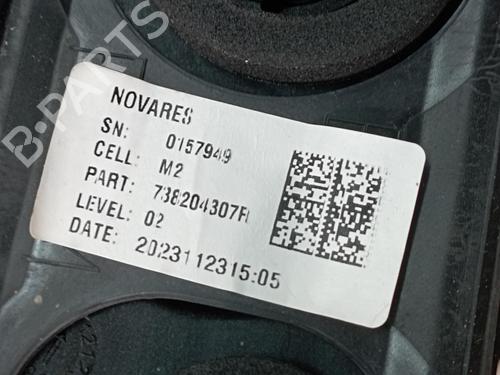 B-PARTS
NOVARES
SN: 0157949
CELL: M2
PART: 738204307R
LEVEL: 02
DATE: 2023112315:05